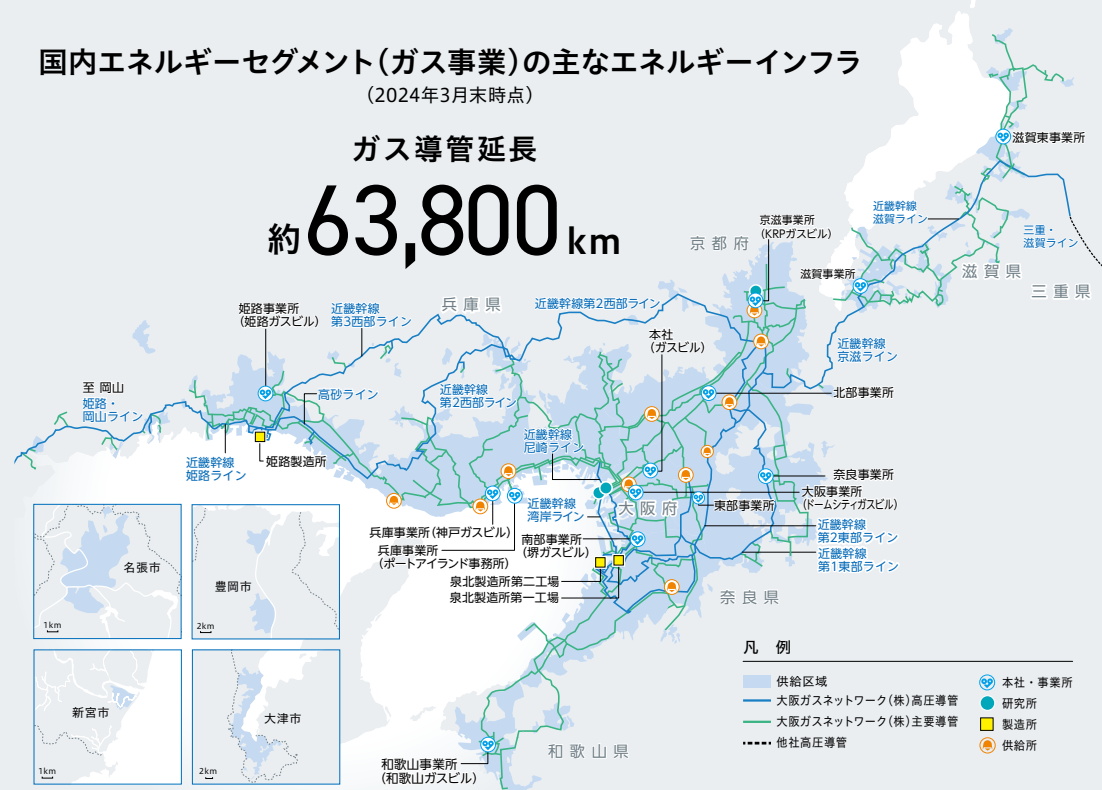 国内エネルギーセグメント（ガス事業）の主なエネルギーインフラ
（2024年3月末時点）
ガス導管延長
約63,800km
滋賀東事業所
近畿幹線
滋賀ライン
三重・
滋賀ライン
京滋事業所
（KRPガスビル）
京都府
滋賀事業所
滋賀県
三重県
姫路事業所
（姫路ガスビル）
近畿幹線
第3西部ライン
兵庫県
近畿幹線第2西部ライン
本社
（ガスビル）
近畿幹線
京滋ライン
至 岡山
姫路・
岡山ライン
高砂ライン
近畿幹線
第2西部ライン
北部事業所
近畿幹線
尼崎ライン
近畿幹線
姫路ライン
姫路製造所
奈良事業所
大阪事業所
（ドームシティガスビル）
近畿幹線
湾岸ライン
大阪府
東部事業所
兵庫事業所（神戸ガスビル）
兵庫事業所
（ポートアイランド事務所）
南部事業所
（堺ガスビル）
近畿幹線
第2東部ライン
近畿幹線
第1東部ライン
泉北製造所第二工場
泉北製造所第一工場
奈良県
名張市
1km
豊岡市
2km
新宮市
1km
大津市
2km
和歌山県
和歌山事業所
（和歌山ガスビル）
凡 例
供給区域
大阪ガスネットワーク（株）高圧導管
大阪ガスネットワーク（株）主要導管
他社高圧導管
本社・事業所
研究所
製造所
供給所